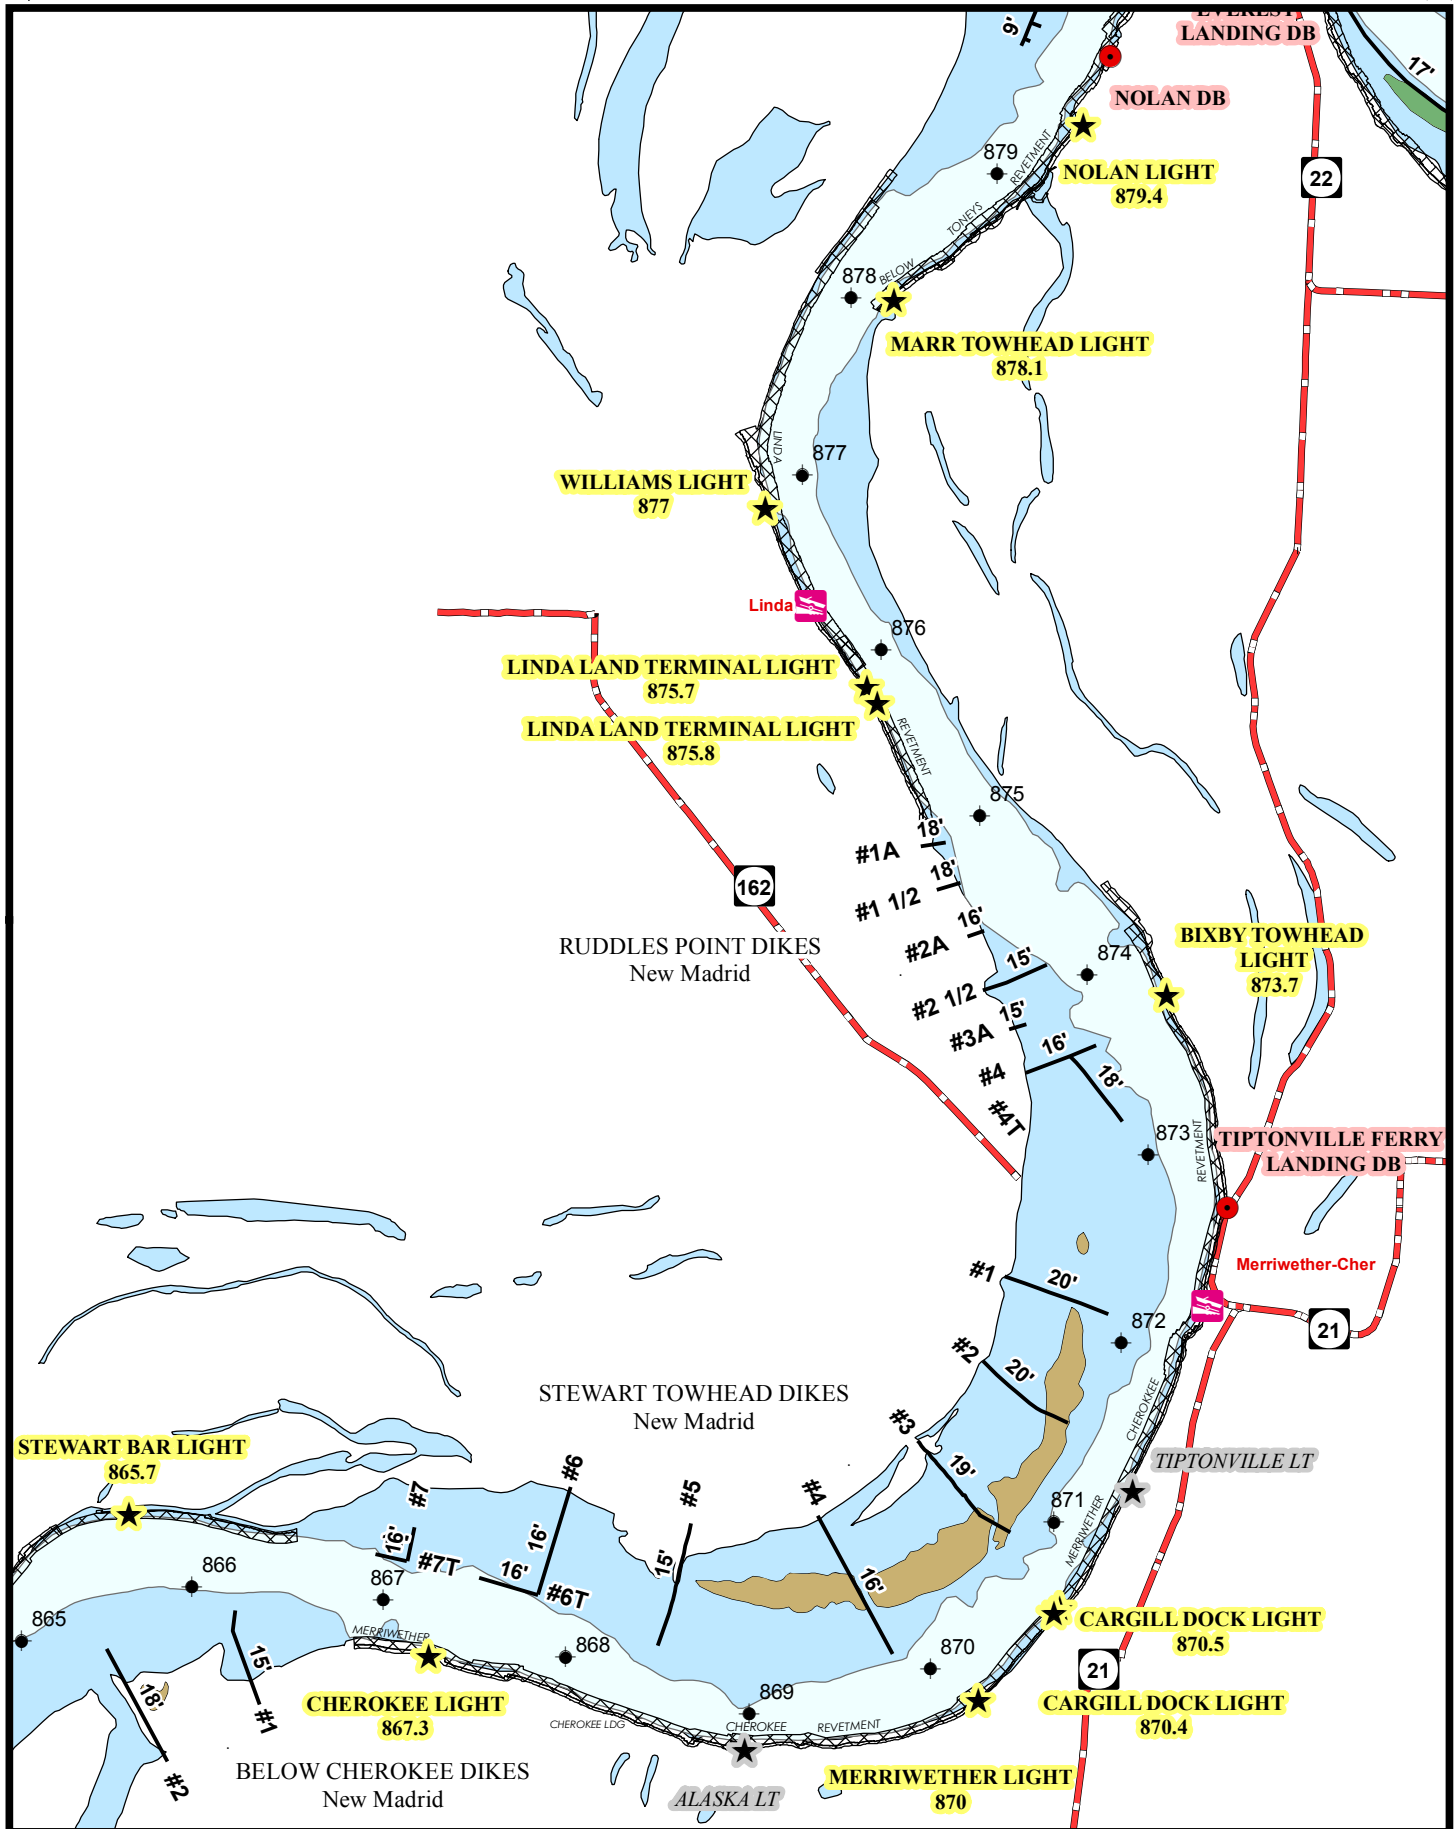 9'
EVEREST
LANDING DB
17'
NOLAN DB
879
REVETMENT
NOLAN LIGHT
879.4
22
TONEYS
BELOW
878
MARR TOWHEAD LIGHT
878.1
LINDA
877
WILLIAMS LIGHT
877
Linda
876
LINDA LAND TERMINAL LIGHT
875.7
LINDA LAND TERMINAL LIGHT
875.8
REVETMENT
875
18'
#1A
18'
#1 1/2
162
16'
#2A
RUDDLES POINT DIKES
New Madrid
BIXBY TOWHEAD
LIGHT
873.7
874
15'
#2 1/2
15'
#3A
16'
#4
18'
#4T
873
REVETMENT
TIPTONVILLE FERRY
LANDING DB
Merriwether-Cher
#1
20'
872
21
#2
20'
STEWART TOWHEAD DIKES
New Madrid
CHEROKKEE
#3
19'
STEWART BAR LIGHT
865.7
TIPTONVILLE LT
#7
#6
#5
#4
871
MERRIWETHER
16'
#7T
16'
16'
#6T
15'
16'
866
867
865
CARGILL DOCK LIGHT
870.5
MERRIWETHER
868
870
21
15'
18'
#1
#2
CHEROKEE LIGHT
867.3
869
CARGILL DOCK LIGHT
870.4
CHEROKEE LDG
CHEROKEE
REVETMENT
BELOW CHEROKEE DIKES
New Madrid
ALASKA LT
MERRIWETHER LIGHT
870